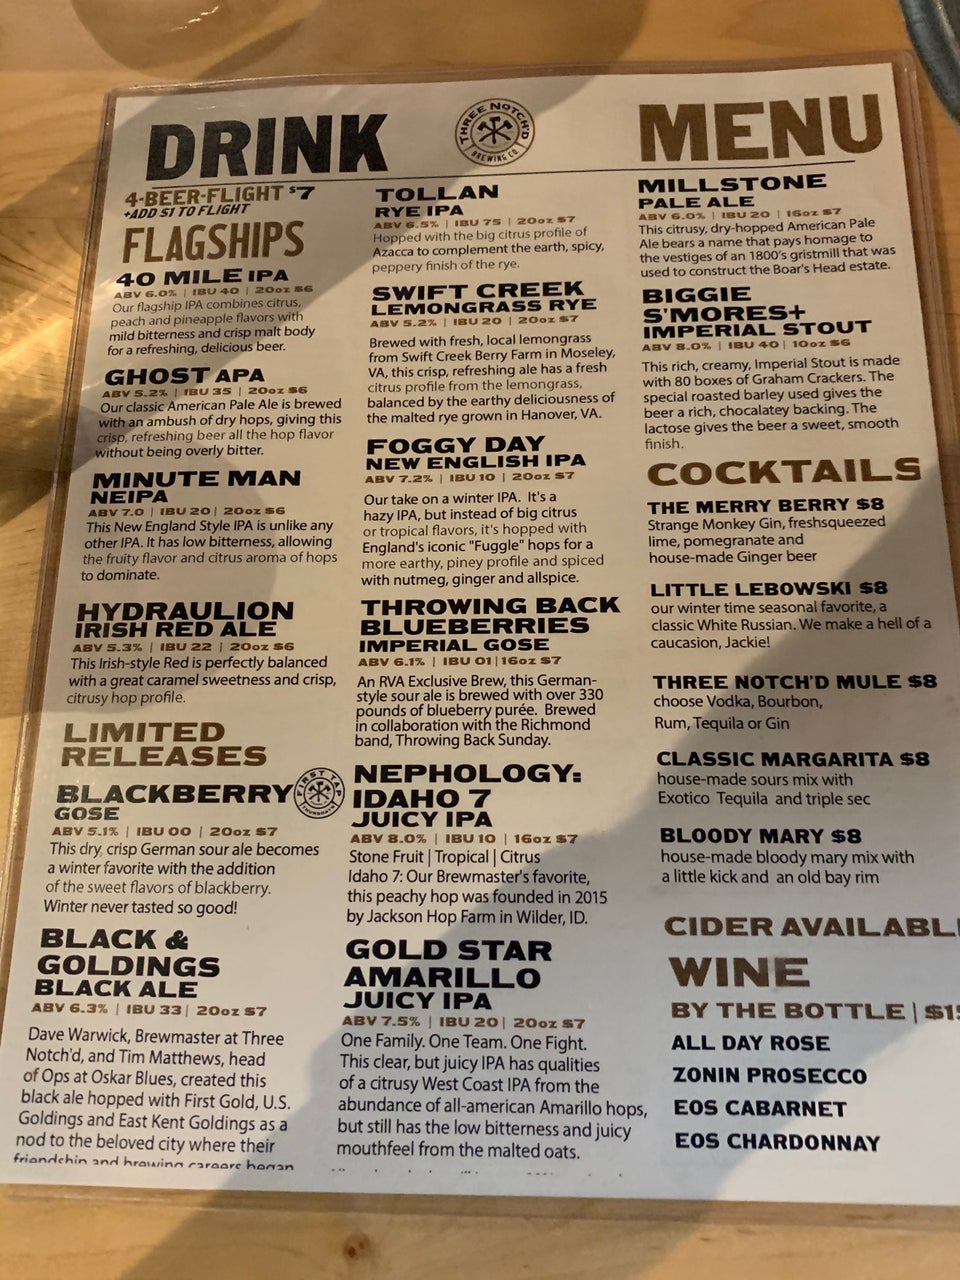 DRINK
THREE NOTCH'D
BREWING CO
MENU
4-BEER-FLIGHT $7
+ADD $1 TO FLIGHT
FLAGSHIPS
40 MILE IPA
ABV 6.0% | IBU 40 | 20oz $6
Our flagship IPA combines citrus,
peach and pineapple flavors with
mild bitterness and crisp malt body
for a refreshing, delicious beer.
GHOST APA
ABV 5.2% | IBU 35 | 20oz $6
Our classic American Pale Ale is brewed
with an ambush of dry hops, giving this
crisp, refreshing beer all the hop flavor
without being overly bitter.
MINUTE MAN
NEIPA
ABV 7.0 | IBU 20| 20oz $6
This New England Style IPA is unlike any
other IPA. It has low bitterness, allowing
the fruity flavor and citrus aroma of hops
to dominate.
HYDRAULION
IRISH RED ALE
ABV 5.3% | IBU 22 | 20oz $6
This Irish-style Red is perfectly balanced
with a great caramel sweetness and crisp,
citrusy hop profile.
LIMITED
RELEASES
BLACKBERRY
FIRST TAP
THURSDAYS
GOSE
ABV 5.1% | IBU 00 | 20oz $7
This dry, crisp German sour ale becomes
a winter favorite with the addition
of the sweet flavors of blackberry.
Winter never tasted so good!
BLACK &
GOLDINGS
BLACK ALE
ABV 6.3% | IBU 33| 20oz $7
Dave Warwick, Brewmaster at Three
Notch'd, and Tim Matthews, head
of Ops at Oskar Blues, created this
black ale hopped with First Gold, U.S.
Goldings and East Kent Goldings as a
nod to the beloved city where their
friendship and brewing careers began
TOLLAN
RYE IPA
ABV 6.5% | IBU 75 | 20oz $7
Hopped with the big citrus profile of
Azacca to complement the earth, spicy,
peppery finish of the rye.
SWIFT CREEK
LEMONGRASS RYE
ABV 5.2% | IBU 20 | 20oz $7
Brewed with fresh, local lemongrass
from Swift Creek Berry Farm in Moseley,
VA, this crisp, refreshing ale has a fresh
citrus profile from the lemongrass,
balanced by the earthy deliciousness of
the malted rye grown in Hanover, VA.
FOGGY DAY
NEW ENGLISH IPA
ABV 7.2% | IBU 10 | 20oz $7
Our take on a winter IPA. It's a
hazy IPA, but instead of big citrus
or tropical flavors, it's hopped with
England's iconic "Fuggle" hops for a
more earthy, piney profile and spiced
with nutmeg, ginger and allspice.
THROWING BACK
BLUEBERRIES
IMPERIAL GOSE
ABV 6.1% | IBU 01|16oz $7
An RVA Exclusive Brew, this German-
style sour ale is brewed with over 330
pounds of blueberry purée. Brewed
in collaboration with the Richmond
band, Throwing Back Sunday.
NEPHOLOGY:
IDAHO 7
JUICY IPA
ABV 8.0% | IBU 10 | 16oz $7
Stone Fruit | Tropical | Citrus
Idaho 7: Our Brewmaster's favorite,
this peachy hop was founded in 2015
by Jackson Hop Farm in Wilder, ID.
GOLD STAR
AMARILLO
JUICY IPA
ABV 7.5% | IBU 20| 20oz $7
One Family. One Team. One Fight.
This clear, but juicy IPA has qualities
of a citrusy West Coast IPA from the
abundance of all-american Amarillo hops,
but still has the low bitterness and juicy
mouthfeel from the malted oats.
MILLSTONE
PALE ALE
ABV 6.0% | IBU 20 | 16oz $7
This citrusy, dry-hopped American Pale
Ale bears a name that pays homage to
the vestiges of an 1800's gristmill that was
used to construct the Boar's Head estate.
BIGGIE
S'MORES+
IMPERIAL STOUT
ABV 8.0% | IBU 40| 10oz $6
This rich, creamy, Imperial Stout is made
with 80 boxes of Graham Crackers. The
special roasted barley used gives the
beer a rich, chocalatey backing. The
lactose gives the beer a sweet, smooth
finish.
COCKTAILS
THE MERRY BERRY $8
Strange Monkey Gin, freshsqueezed
lime, pomegranate and
house-made Ginger beer
LITTLE LEBOWSKI $8
our winter time seasonal favorite, a
classic White Russian. We make a hell of a
caucasion, Jackie!
THREE NOTCH'D MULE $8
choose Vodka, Bourbon,
Rum, Tequila or Gin
CLASSIC MARGARITA $8
house-made sours mix with
Exotico Tequila and triple sec
BLOODY MARY $8
house-made bloody mary mix with
a little kick and an old bay rim
CIDER AVAILABL
WINE
BY THE BOTTLE | $1
ALL DAY ROSE
ZONIN PROSECCO
EOS CABARNET
EOS CHARDONNAY